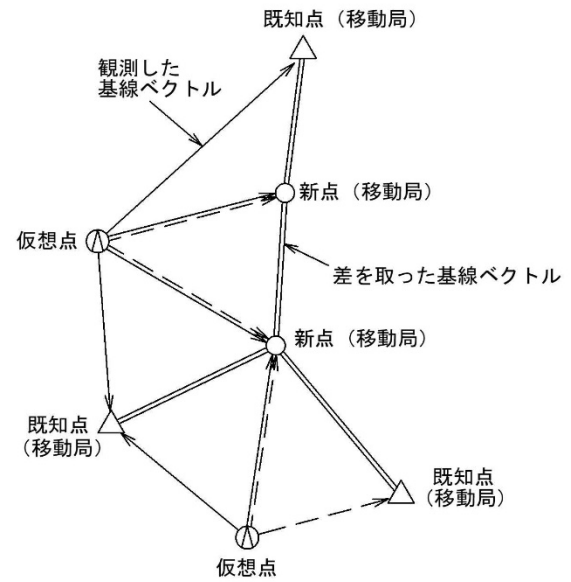 既知点（移動局）
観測した
基線ベクトル
新点（移動局）
仮想点
差を取った基線ベクトル
新点（移動局）
既知点
（移動局）
既知点
（移動局）
仮想点